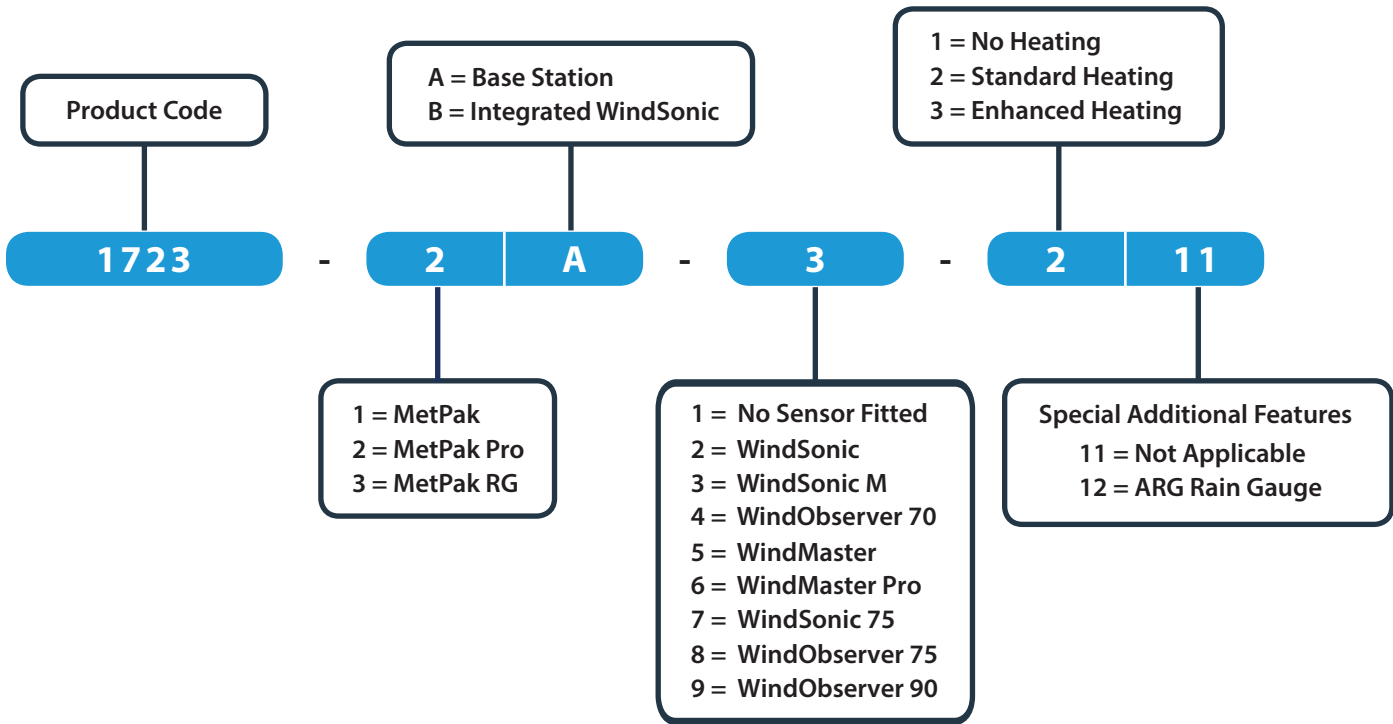 Product Code
A = Base Station
B = Integrated WindSonic
1 = No Heating
2 = Standard Heating
3 = Enhanced Heating
1723 - 2 A - 3 - 2 11
1 = MetPak
2 = MetPak Pro
3 = MetPak RG
1 = No Sensor Fitted
2 = WindSonic
3 = WindSonic M
4 = WindObserver 70
5 = WindMaster
6 = WindMaster Pro
7 = WindSonic 75
8 = WindObserver 75
9 = WindObserver 90
Special Additional Features
11 = Not Applicable
12 = ARG Rain Gauge